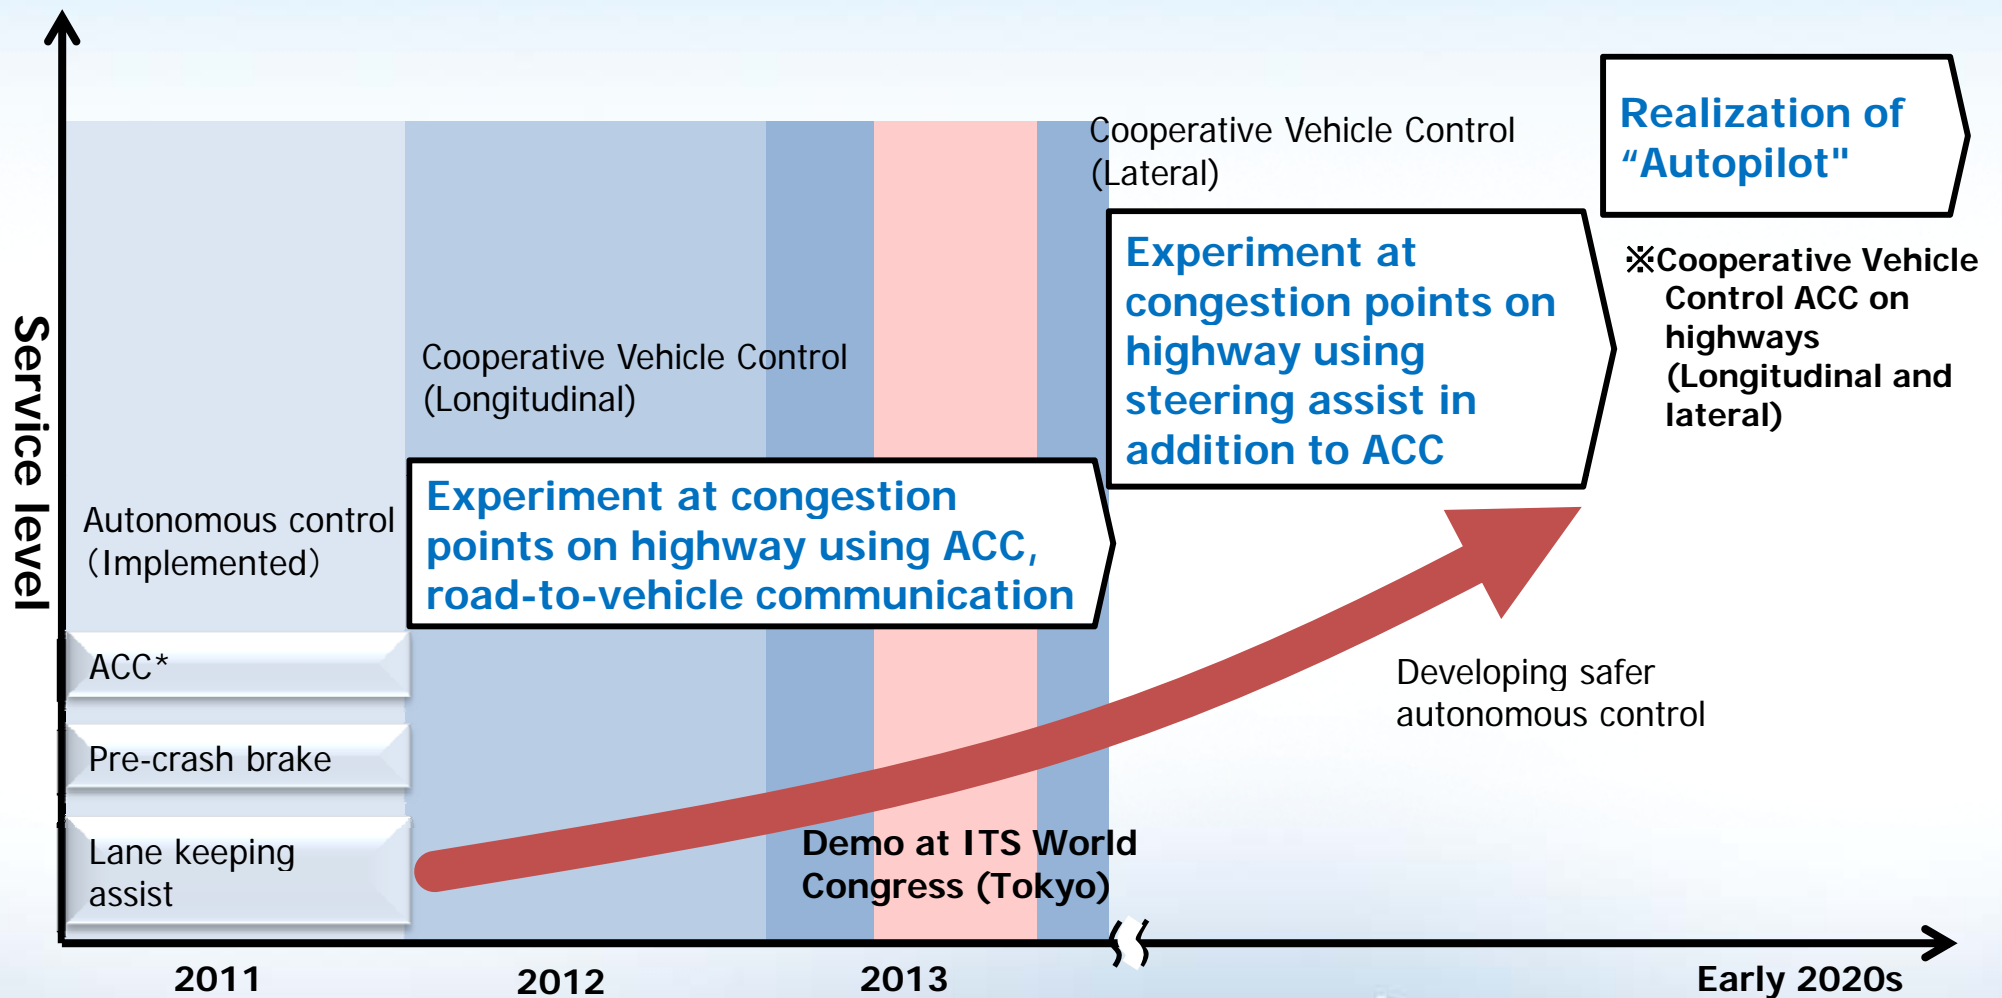 Service level
Realization of
“Autopilot"
Cooperative Vehicle Control
(Lateral)
Experiment at
congestion points on
highway using
steering assist in
addition to ACC
※Cooperative Vehicle
Control ACC on
highways
(Longitudinal and
lateral)
Cooperative Vehicle Control
(Longitudinal)
Experiment at congestion
points on highway using ACC,
road-to-vehicle communication
Autonomous control
（Implemented）
ACC*
Pre-crash brake
Lane keeping
assist
Developing safer
autonomous control
Demo at ITS World
Congress (Tokyo)
2011
2012
2013
Early 2020s